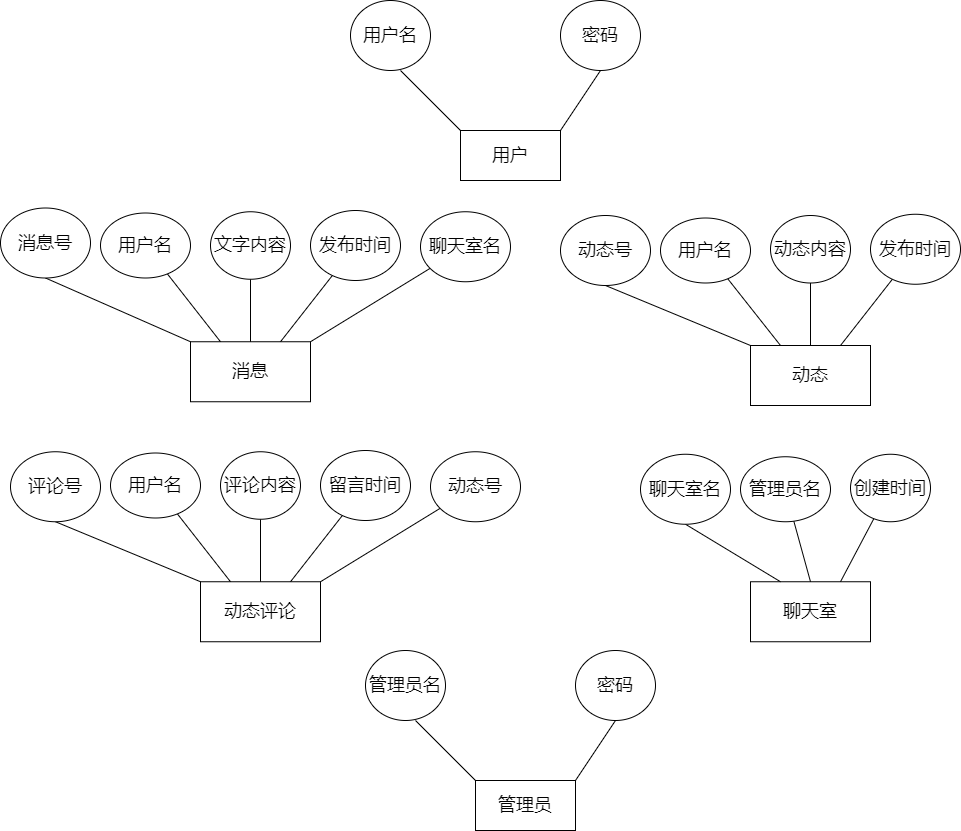 用户名
密码
用户
消息号
用户名
文字内容
发布时间
聊天室名
消息
动态号
用户名
动态内容
发布时间
动态
评论号
用户名
评论内容
留言时间
动态号
动态评论
聊天室名
管理员名
创建时间
聊天室
管理员名
密码
管理员